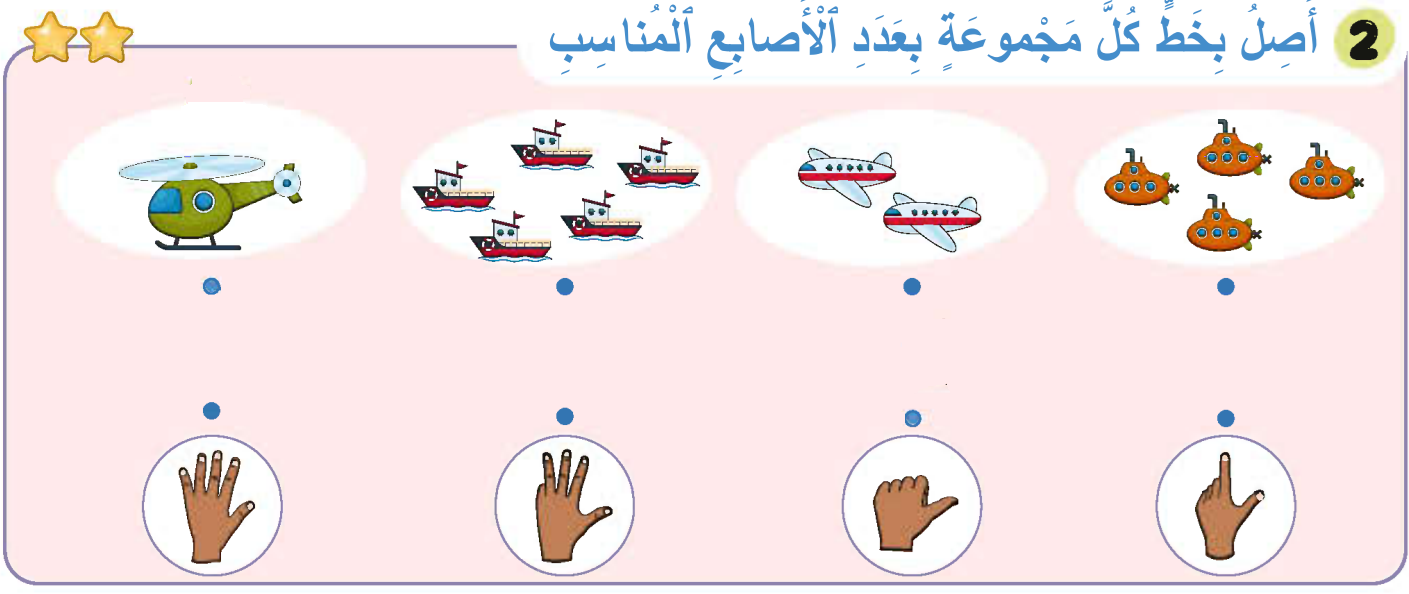 2 أَصِلُ بِخَطٍّ كُلَّ مَجْموعَةٍ بِعَدَدِ ٱلْأَصابِعِ ٱلْمُناسِبِ